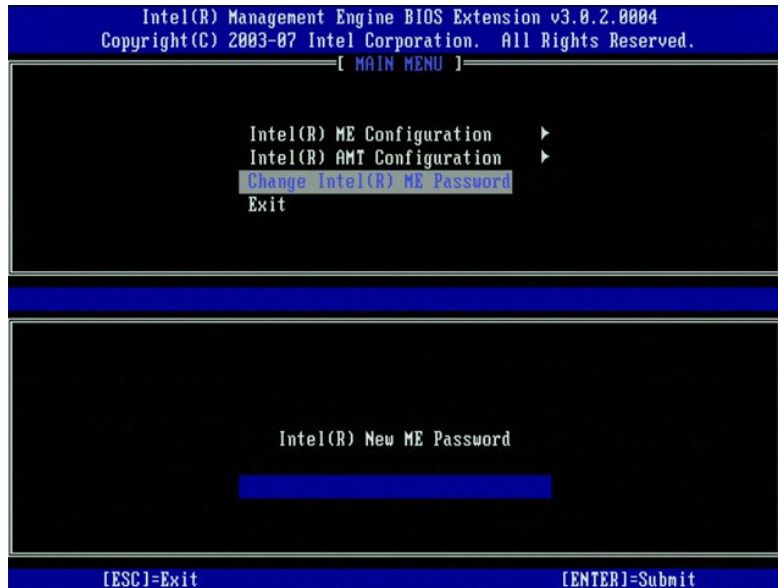 Intel(R) Management Engine BIOS Extension v3.0.2.0004
Copyright(C) 2003-07 Intel Corporation. All Rights Reserved.
[ MAIN MENU ]
Intel(R) ME Configuration
Intel(R) AMT Configuration
Change Intel(R) ME Password
Exit
Intel(R) New ME Password
[ESC]=Exit [ENTER]=Submit